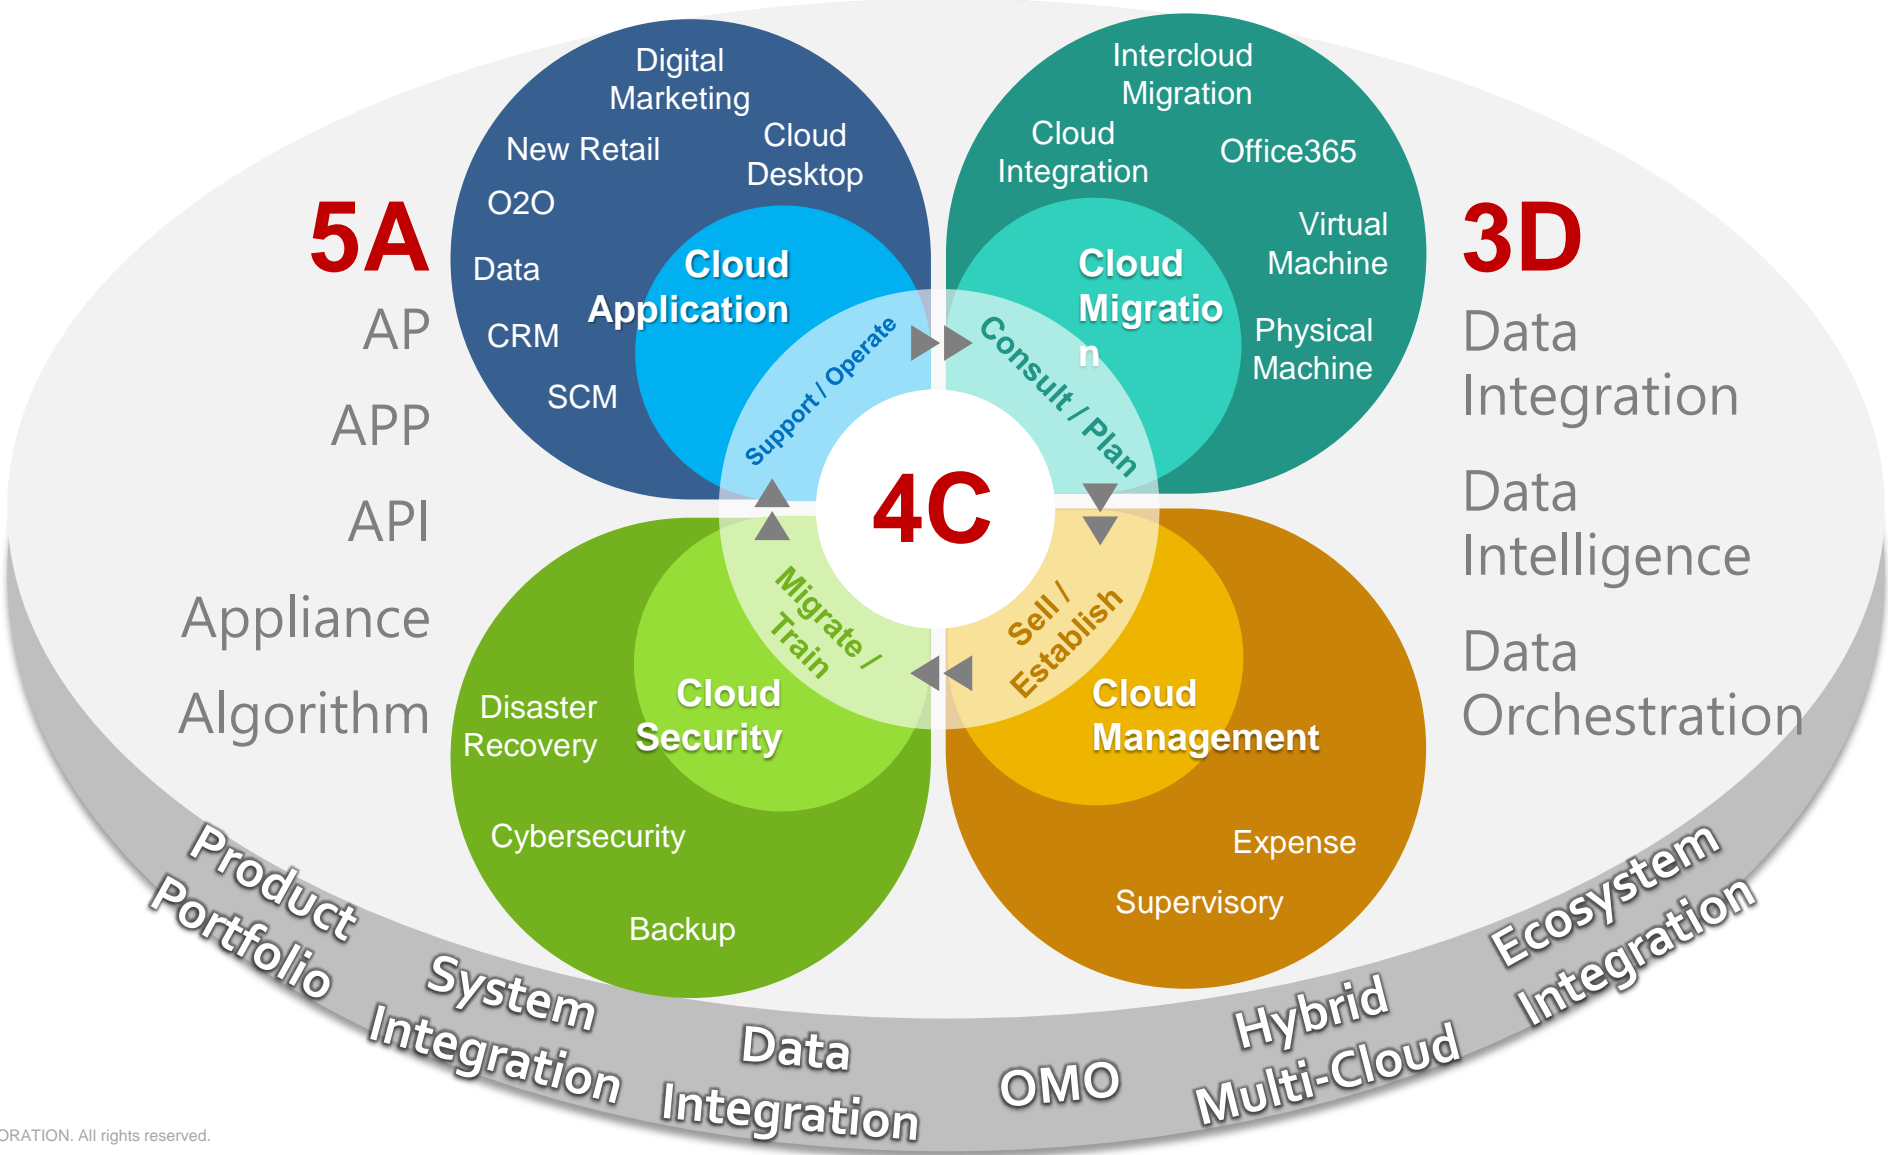 5A
AP
APP
API
Appliance
Algorithm
Digital
Marketing
New Retail
Cloud
Desktop
O2O
Data
CRM
SCM
Cloud
Application
Support / Operate
Intercloud
Migration
Cloud
Integration
Office365
Virtual
Machine
Physical
Machine
Cloud
Migratio
n
Consult / Plan
4C
Migrate /
Train
Cloud
Security
Disaster
Recovery
Cybersecurity
Backup
Sell /
Establish
Cloud
Management
Expense
Supervisory
3D
Data
Integration
Data
Intelligence
Data
Orchestration
Product
Portfolio
System
Integration
Data
Integration
OMO
Hybrid
Multi-Cloud
Ecosystem
Integration
ORATION. All rights reserved.